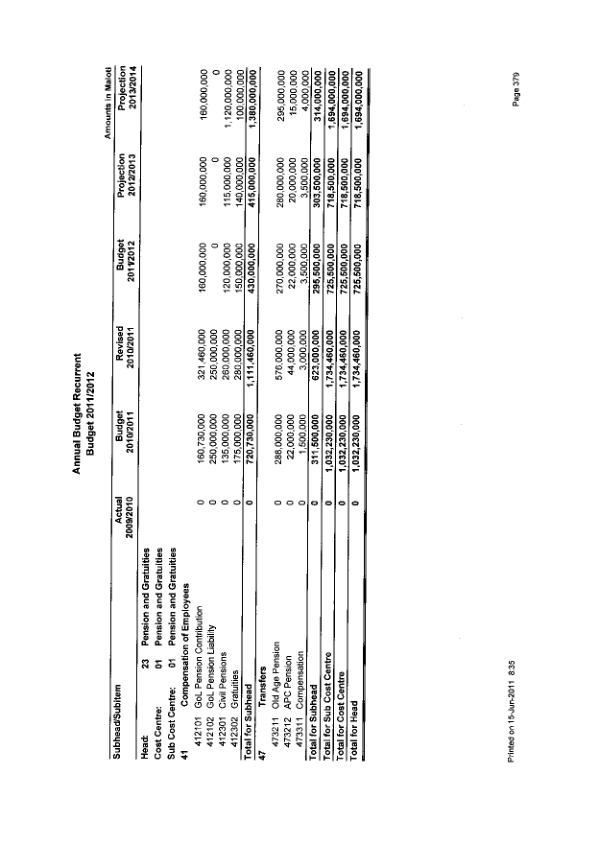 Annual Budget Recurrent
Budget 2011/2012
Amounts in Maloti
Subhead/Subitem Actual 2009/2010 Budget 2010/2011 Revised 2010/2011 Budget 2011/2012 Projection 2012/2013 Projection 2013/2014
Head: 23 Pension and Gratuities
Cost Centre: 01 Pension and Gratuities
Sub Cost Centre: 01 Pension and Gratuities
41 Compensation of Employees
412101 GoL Pension Contribution 0 160,730,000 321,460,000 160,000,000 160,000,000 160,000,000
412102 GoL Pension Liability 0 250,000,000 250,000,000 0 0 0
412301 Civil Pensions 0 135,000,000 260,000,000 120,000,000 115,000,000 1,120,000,000
412302 Gratuities 0 175,000,000 280,000,000 150,000,000 140,000,000 100,000,000
Total for Subhead 0 720,730,000 1,111,460,000 430,000,000 415,000,000 1,380,000,000
47 Transfers
473211 Old Age Pension 0 288,000,000 576,000,000 270,000,000 280,000,000 295,000,000
473212 APC Pension 0 22,000,000 44,000,000 22,000,000 20,000,000 15,000,000
473311 Compensation 0 1,500,000 3,000,000 3,500,000 3,500,000 4,000,000
Total for Subhead 0 311,500,000 623,000,000 295,500,000 303,500,000 314,000,000
Total for Sub Cost Centre 0 1,032,230,000 1,734,460,000 725,500,000 718,500,000 1,694,000,000
Total for Cost Centre 0 1,032,230,000 1,734,460,000 725,500,000 718,500,000 1,694,000,000
Total for Head 0 1,032,230,000 1,734,460,000 725,500,000 718,500,000 1,694,000,000
Printed on 15-Jun-2011 8:35 Page 379